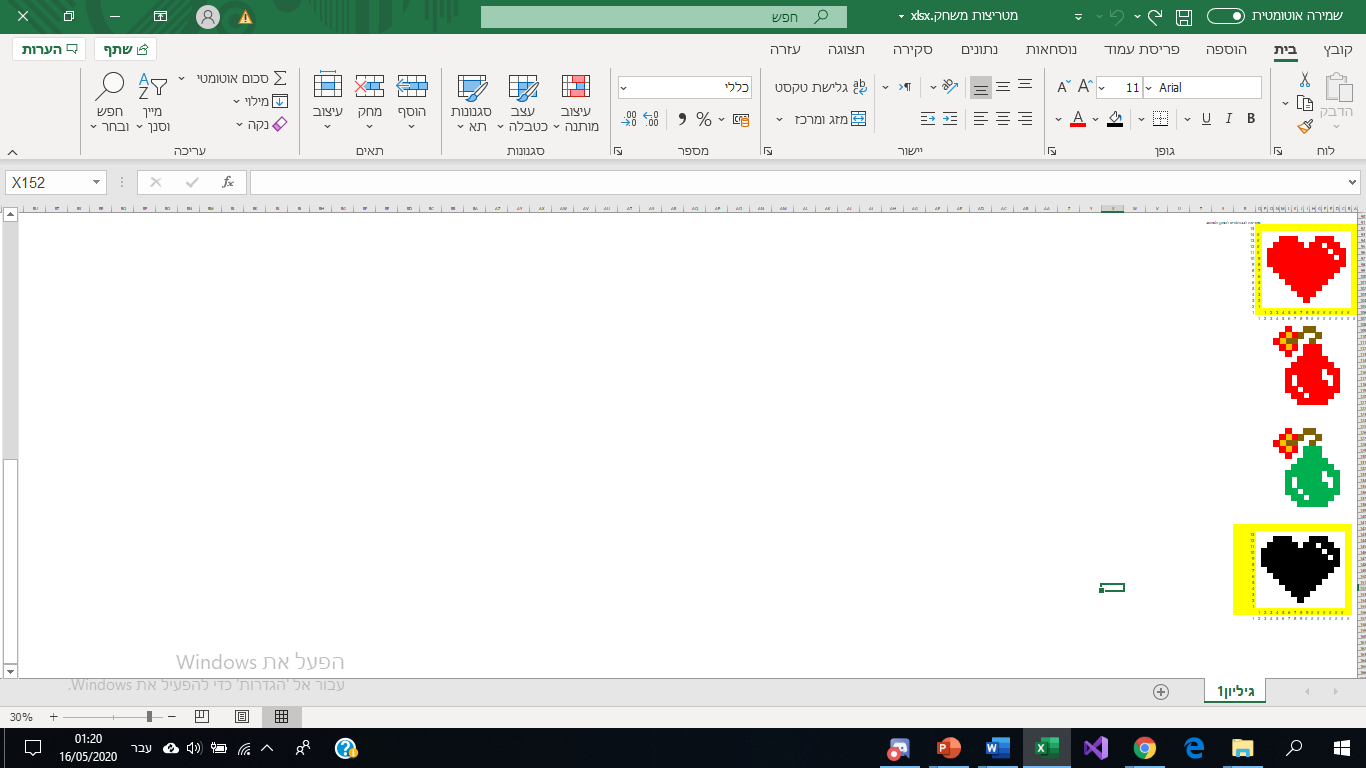 שמירה אוטומטית
מטריצות משחק.xlsx
חפש
קובץ
בית
הוספה
פריסת עמוד
נוסחאות
נתונים
סקירה
תצוגה
עזרה
שתף
הערות
הדבק
לוח
Arial
11
B I U
A A
A
גופן
גלישת טקסט
מזג ומרכז
יישור
כללי
%
מספר
עיצוב
מותנה
עצב
כטבלה
סגנונות
תא
סגנונות
הוסף
מחק
עיצוב
תאים
סכום אוטומטי
מילוי
נקה
מיין
וסנן
חפש
ובחר
עריכה
X152
fx
הפעל את Windows
עבור אל 'הגדרות' כדי להפעיל את Windows.
גיליון1
30%
01:20
16/05/2020
עבר